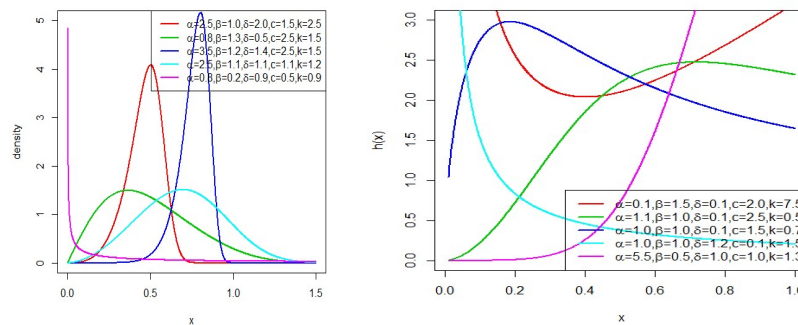 α=2.5,β=1.0,δ=2.0,c=1.5,k=2.5
α=0.8,β=1.3,δ=0.5,c=2.5,k=1.5
α=3.5,β=1.2,δ=1.4,c=2.5,k=1.5
α=2.5,β=1.1,δ=1.1,c=1.1,k=1.2
α=0.8,β=0.2,δ=0.9,c=0.5,k=0.9
density
0 1 2 3 4 5
0.0 0.5 1.0 1.5
x
h(x)
0.0 0.5 1.0 1.5 2.0 2.5 3.0
α=0.1,β=1.5,δ=0.1,c=2.0,k=7.5
α=1.1,β=1.0,δ=0.1,c=2.5,k=0.5
α=1.0,β=1.0,δ=0.1,c=1.5,k=0.7
α=1.0,β=1.0,δ=1.2,c=0.1,k=1.5
α=5.5,β=0.5,δ=1.0,c=1.0,k=1.3
0.0 0.2 0.4 0.6 0.8 1.0
x